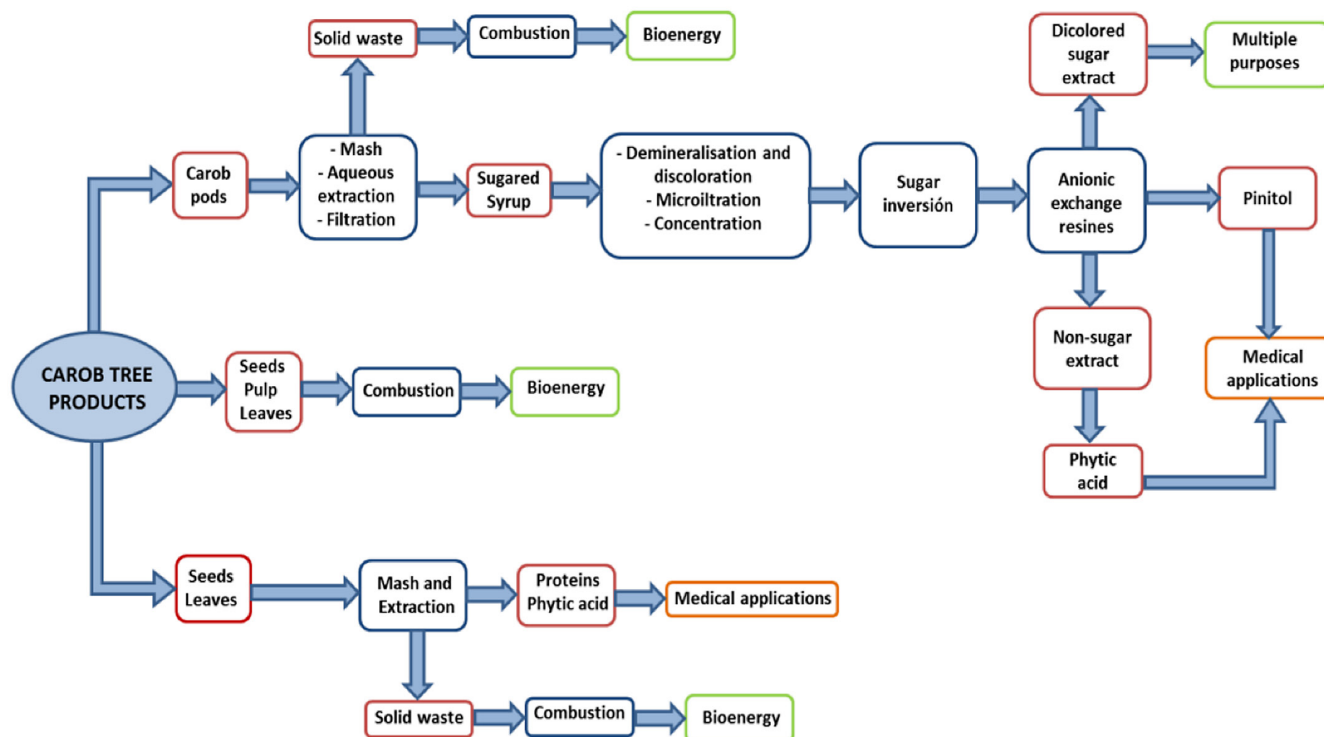 Solid waste
Combustion
Bioenergy
Dicolored
sugar
extract
Multiple
purposes
Carob
pods
- Mash
- Aqueous
extraction
- Filtration
Sugared
Syrup
- Demineralisation and
discoloration
- Microiltration
- Concentration
Sugar
inversión
Anionic
exchange
resines
Pinitol
Non-sugar
extract
Medical
applications
Phytic
acid
CAROB TREE
PRODUCTS
Seeds
Pulp
Leaves
Combustion
Bioenergy
Seeds
Leaves
Mash and
Extraction
Proteins
Phytic acid
Medical applications
Solid waste
Combustion
Bioenergy